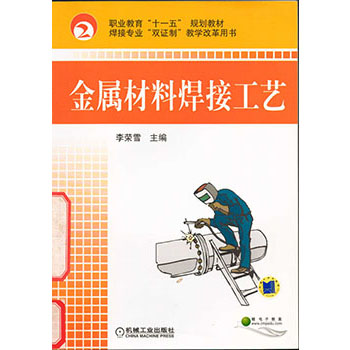 职业教育“十一五”规划教材
焊接专业“双证制”教学改革用书
金属材料焊接工艺
李荣雪 主编
机械工业出版社
CHINA MACHINE PRESS